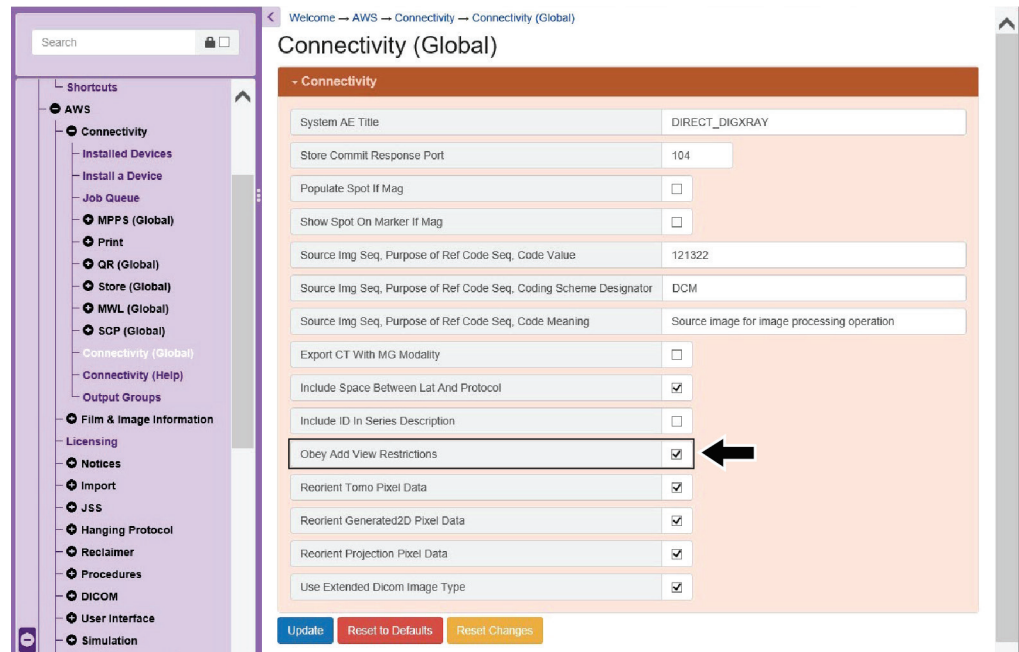 Search
Shortcuts
AWS
Connectivity
Installed Devices
Install a Device
Job Queue
MPPS (Global)
Print
QR (Global)
Store (Global)
MWL (Global)
SCP (Global)
Connectivity (Global)
Connectivity (Help)
Output Groups
Film & Image Information
Licensing
Notices
Import
JSS
Hanging Protocol
Reclaimer
Procedures
DICOM
User Interface
Simulation
Welcome → AWS → Connectivity → Connectivity (Global)
Connectivity (Global)
Connectivity
System AE Title DIRECT_DIGXRAY
Store Commit Response Port 104
Populate Spot If Mag
Show Spot On Marker If Mag
Source Img Seq, Purpose of Ref Code Seq, Code Value 121322
Source Img Seq, Purpose of Ref Code Seq, Coding Scheme Designator DCM
Source Img Seq, Purpose of Ref Code Seq, Code Meaning Source image for image processing operation
Export CT With MG Modality
Include Space Between Lat And Protocol
Include ID In Series Description
Obey Add View Restrictions
Reorient Tomo Pixel Data
Reorient Generated2D Pixel Data
Reorient Projection Pixel Data
Use Extended Dicom Image Type
Update Reset to Defaults Reset Changes